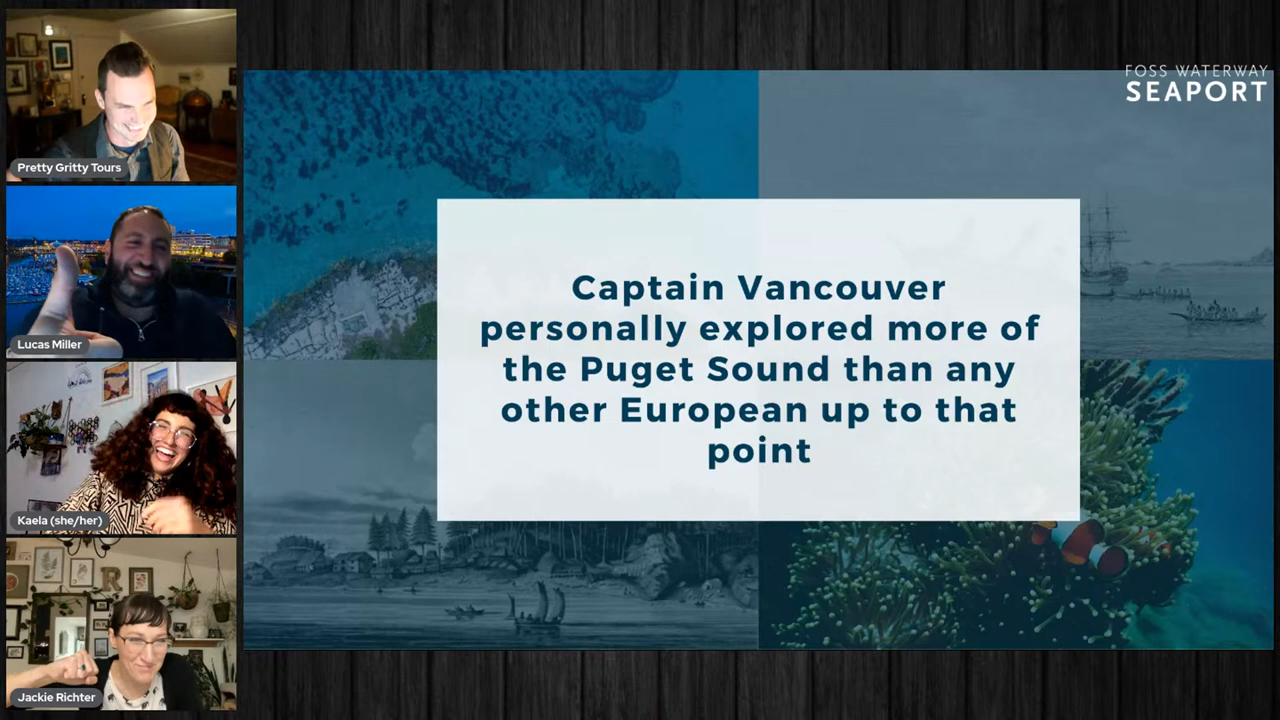 Pretty Gritty Tours
Lucas Miller
Kaela (she/her)
Jackie Richter
FOSS WATERWAY
SEAPORT
Captain Vancouver
personally explored more of
the Puget Sound than any
other European up to that
point